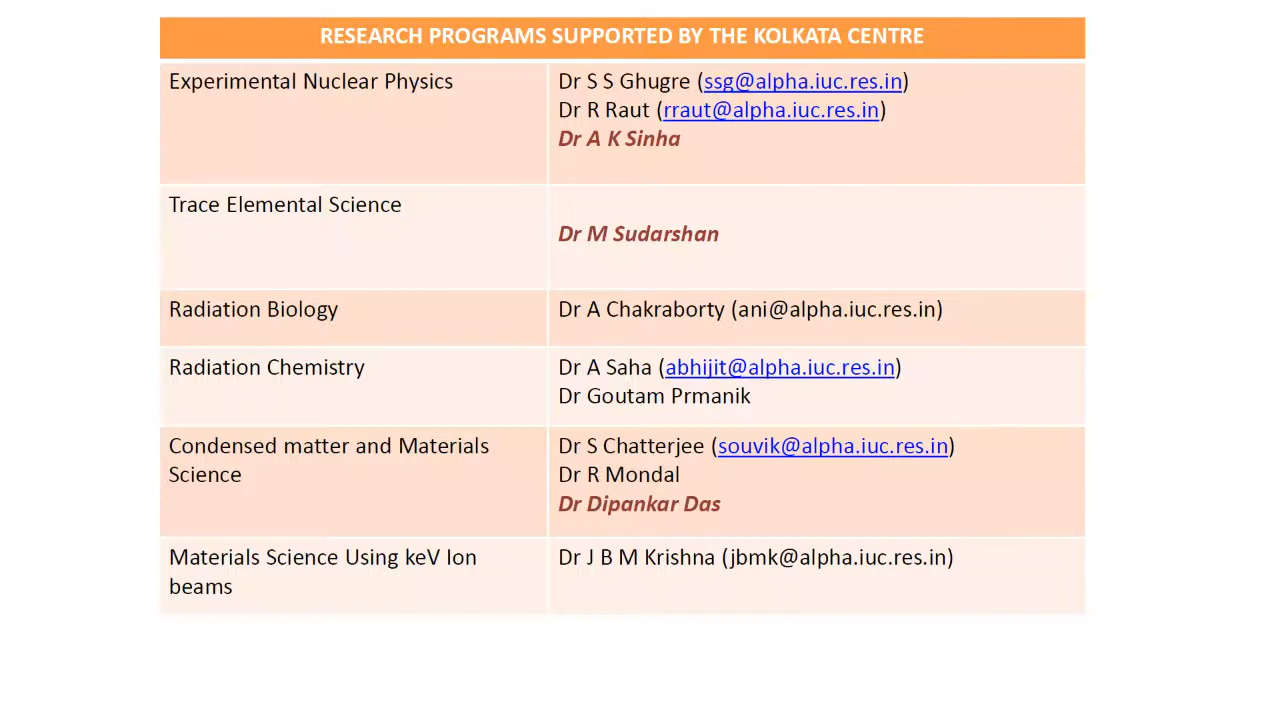 RESEARCH PROGRAMS SUPPORTED BY THE KOLKATA CENTRE
Experimental Nuclear Physics
Dr S S Ghugre (ssg@alpha.iuc.res.in)
Dr R Raut (rraut@alpha.iuc.res.in)
Dr A K Sinha
Trace Elemental Science
Dr M Sudarshan
Radiation Biology
Dr A Chakraborty (ani@alpha.iuc.res.in)
Radiation Chemistry
Dr A Saha (abhijit@alpha.iuc.res.in)
Dr Goutam Prmanik
Condensed matter and Materials
Science
Dr S Chatterjee (souvik@alpha.iuc.res.in)
Dr R Mondal
Dr Dipankar Das
Materials Science Using keV Ion
beams
Dr J B M Krishna (jbmk@alpha.iuc.res.in)